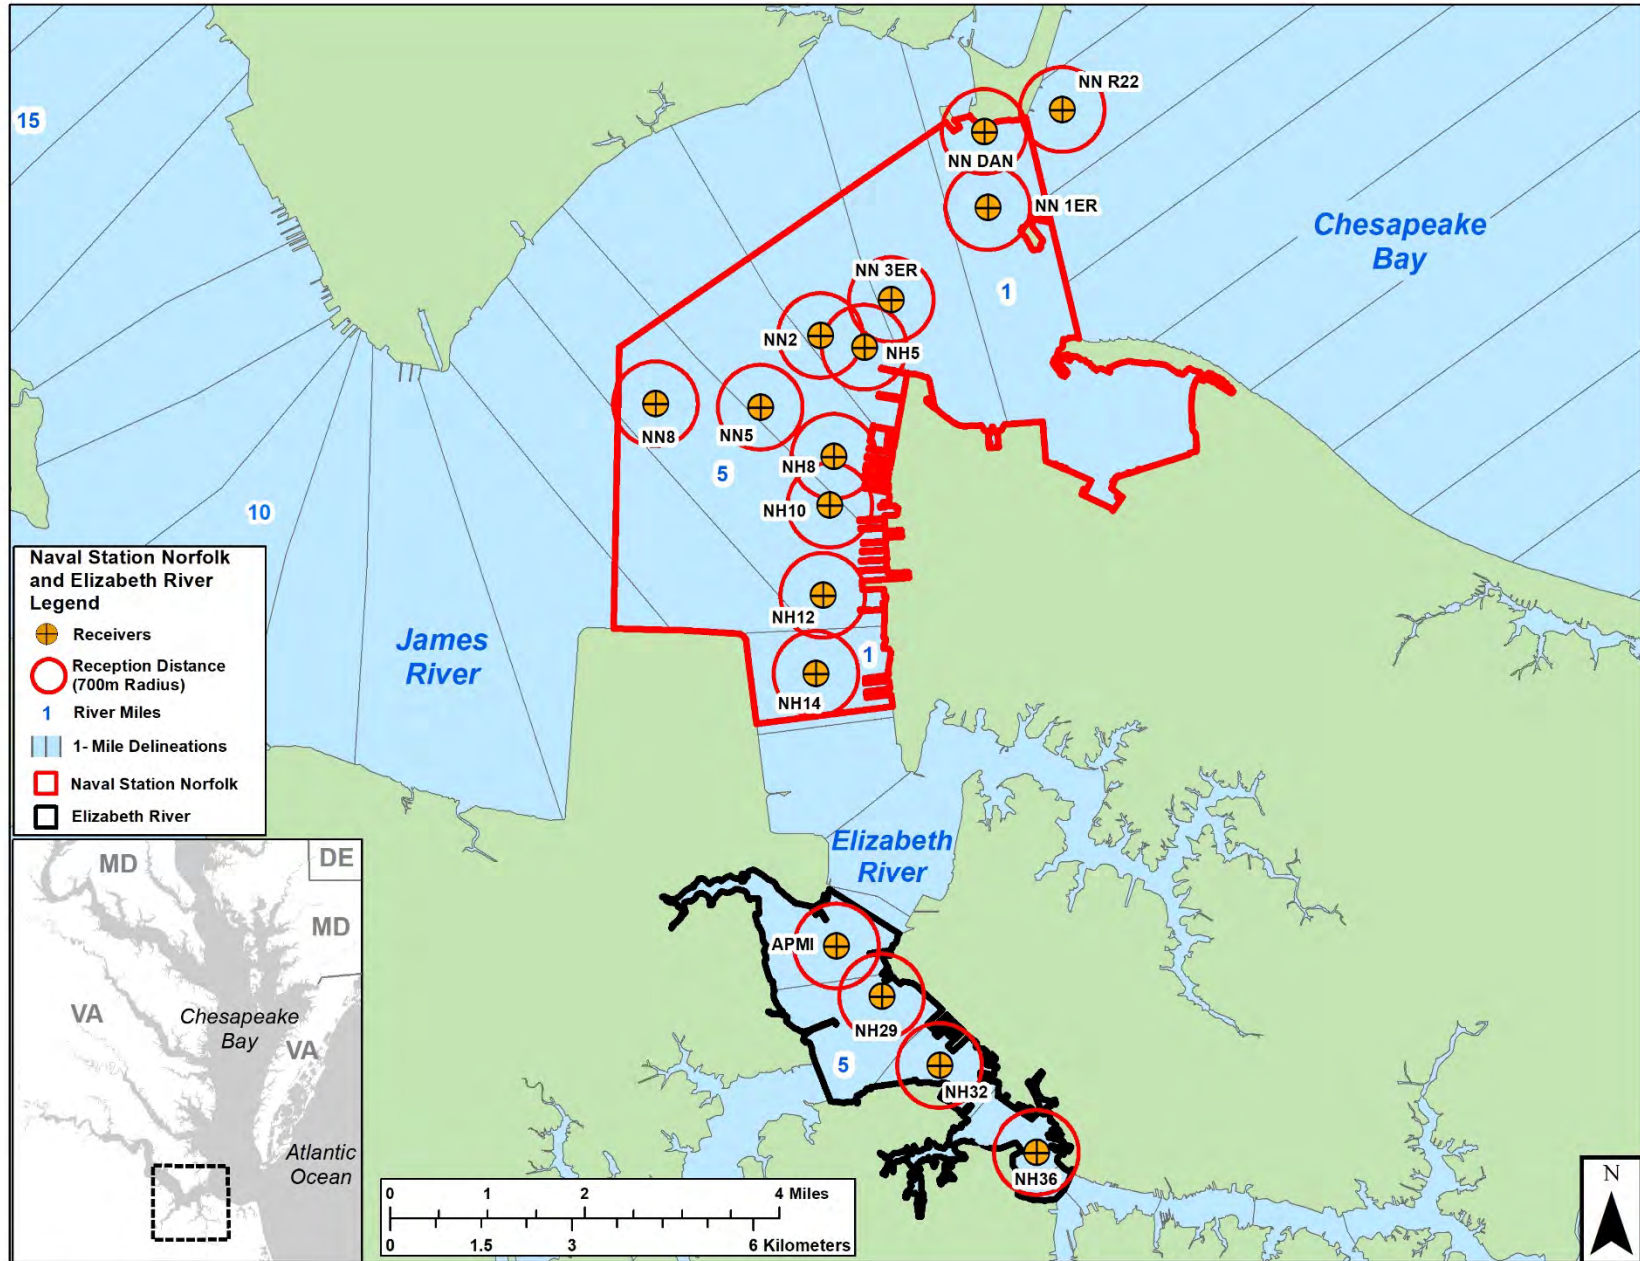 NN R22
15
NN DAN
NN 1ER
Chesapeake
Bay
NN 3ER
1
NN2
NH5
NN8
NN5
NH8
5
NH10
10
Naval Station Norfolk
and Elizabeth River
Legend
Receivers
Reception Distance
(700m Radius)
1 River Miles
1- Mile Delineations
Naval Station Norfolk
Elizabeth River
NH12
James
River
1
NH14
Elizabeth
River
APMI
NH29
5
NH32
NH36
MD
DE
MD
VA
Chesapeake
Bay
VA
Atlantic
Ocean
0 1 2 4 Miles
0 1.5 3 6 Kilometers
N